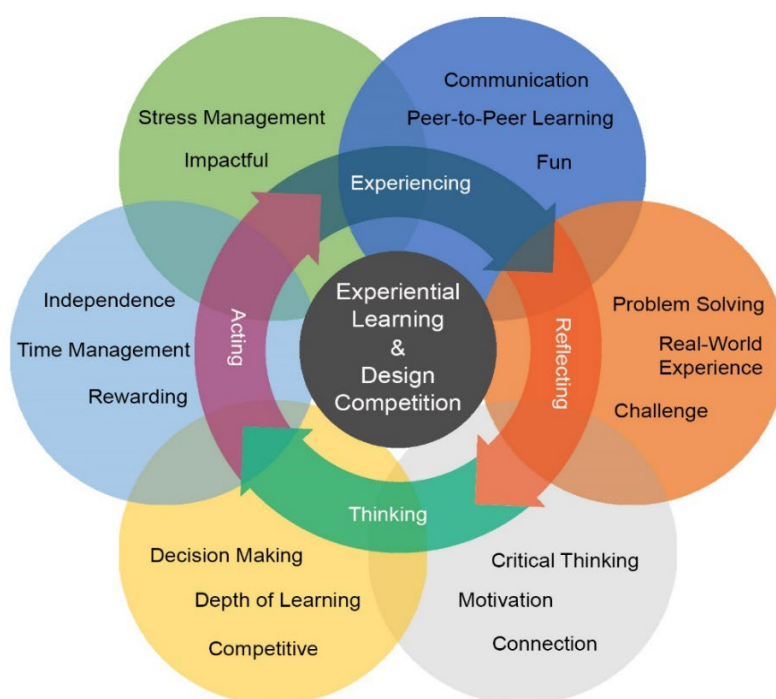 Communication
Peer-to-Peer Learning
Fun
Stress Management
Impactful
Experiencing
Independence
Time Management
Rewarding
Acting
Experiential
Learning
&
Design
Competition
Reflecting
Problem Solving
Real-World
Experience
Challenge
Thinking
Decision Making
Depth of Learning
Competitive
Critical Thinking
Motivation
Connection